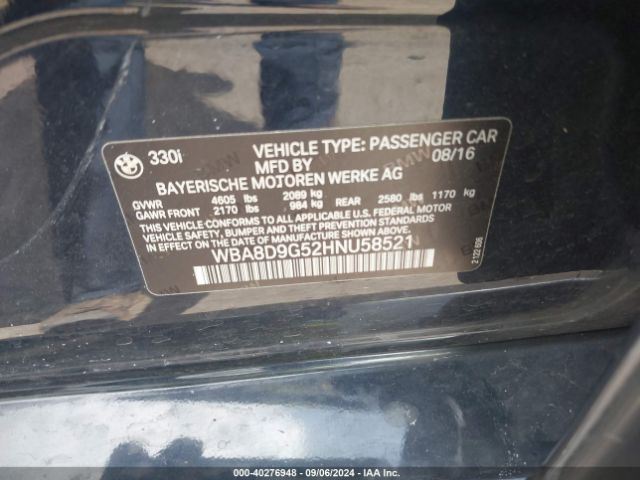 330i
VEHICLE TYPE: PASSENGER CAR
MFD BY 08/16
BAYERISCHE MOTOREN WERKE AG
GVWR 4605 lbs 2089 kg
GAWR FRONT 2170 lbs 984 kg REAR 2580 lbs 1170 kg
THIS VEHICLE CONFORMS TO ALL APPLICABLE U.S. FEDERAL MOTOR
VEHICLE SAFETY, BUMPER, AND THEFT PREVENTION STANDARDS
IN EFFECT ON THE DATE OF MANUFACTURE SHOWN ABOVE.
WBA8D9G52HNU58521
000-40276948 - 09/06/2024 - IAA Inc.